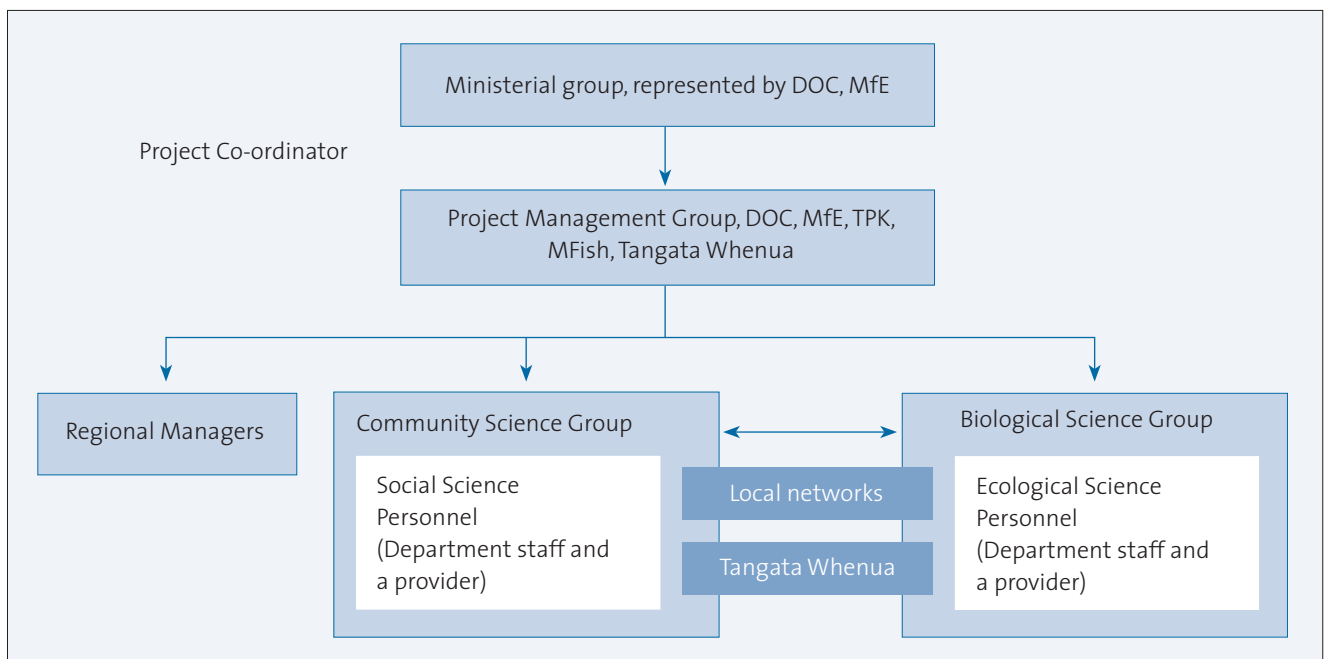 Ministerial group, represented by DOC, MfE
Project Co-ordinator
Project Management Group, DOC, MfE, TPK,
MFish, Tangata Whenua
Regional Managers
Community Science Group
Social Science
Personnel
(Department staff and
a provider)
Local networks
Tangata Whenua
Biological Science Group
Ecological Science
Personnel
(Department staff and
a provider)